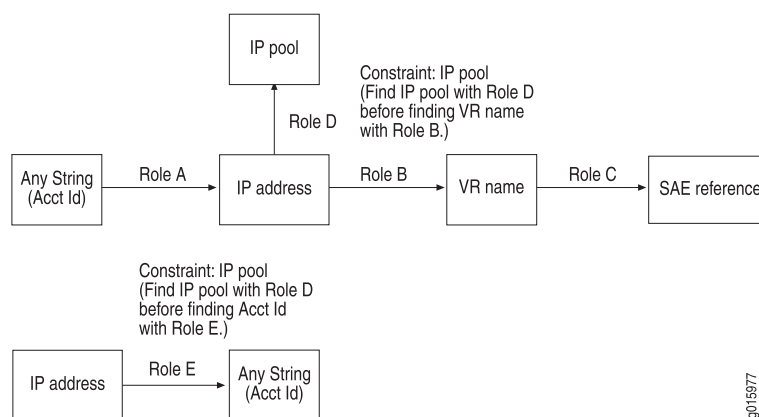 IP pool
Constraint: IP pool
(Find IP pool with Role D
before finding VR name
with Role B.)
Role D
Any String
(Acct Id)
Role A
IP address
Role B
VR name
Role C
SAE reference
Constraint: IP pool
(Find IP pool with Role D
before finding Acct Id
with Role E.)
IP address
Role E
Any String
(Acct Id)
g015977